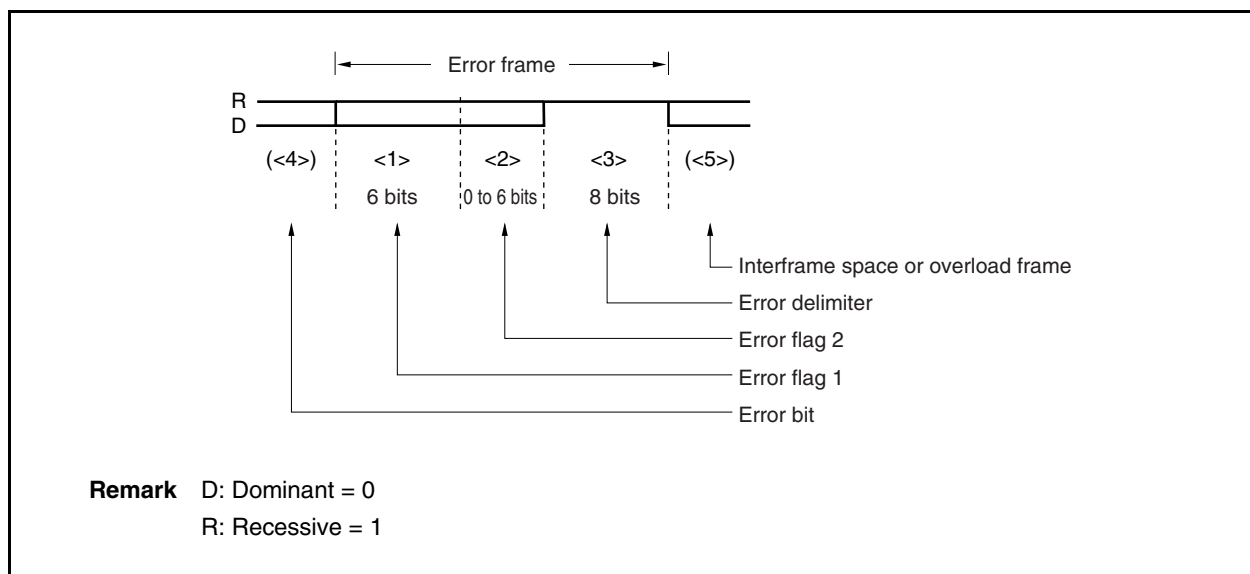 Error frame
R
D
(<4>) <1> <2> <3> (<5>)
6 bits 0 to 6 bits 8 bits
Interframe space or overload frame
Error delimiter
Error flag 2
Error flag 1
Error bit
Remark D: Dominant = 0
R: Recessive = 1